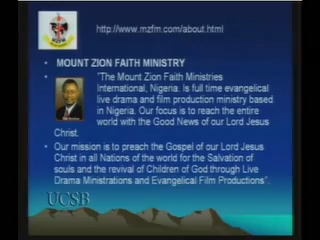 http://www.mzfm.com/about.html
• MOUNT ZION FAITH MINISTRY
• "The Mount Zion Faith Ministries
International, Nigeria. Is full time evangelical
live drama and film production ministry based
in Nigeria. Our focus is to reach the entire
world with the Good News of our Lord Jesus
Christ.
• Our mission is to preach the Gospel of our Lord Jesus
Christ in all Nations of the world for the Salvation of
souls and the revival of Children of God through Live
Drama Ministrations and Evangelical Film Productions".
UCSB